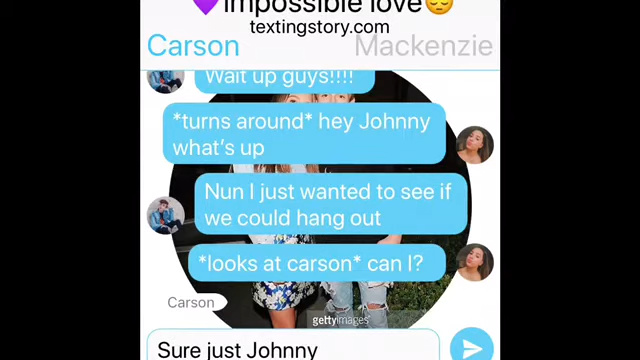 💜impossible love😔
textingstory.com
Carson Mackenzie
Wait up guys!!!!
*turns around* hey Johnny
what's up
Nun I just wanted to see if
we could hang out
*looks at carson* can I?
Carson
gettyimages
Sure just Johnny